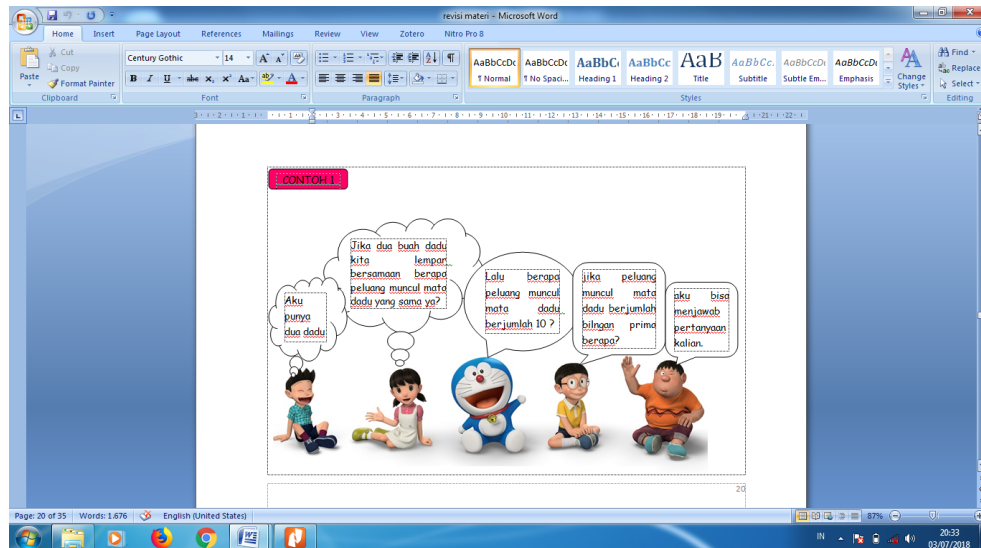 revisi materi - Microsoft Word
Home Insert Page Layout References Mailings Review View Zotero Nitro Pro 8
Cut
Copy
Format Painter
Paste
Clipboard
Century Gothic 14
Font
Paragraph
AaBbCcDc AaBbCcDc AaBbC AaBbCc AaB AaBbCc. AaBbCcDi AaBbCcDi
¶ Normal ¶ No Spaci... Heading 1 Heading 2 Title Subtitle Subtle Em... Emphasis
Change Styles
Styles
Find
Replace
Select
Editing
CONTOH 1
Aku
punya
dua dadu
Jika dua buah dadu
kita lempar
bersamaan berapa
peluang muncul mata
dadu yang sama ya?
Lalu berapa
peluang muncul
mata dadu
berjumlah 10 ?
jika peluang
muncul mata
dadu berjumlah
bilngan prima
berapa?
aku bisa
menjawab
pertanyaan
kalian.
20
Page: 20 of 35 Words: 1.676 English (United States) 87%
IN 20:33
03/07/2018